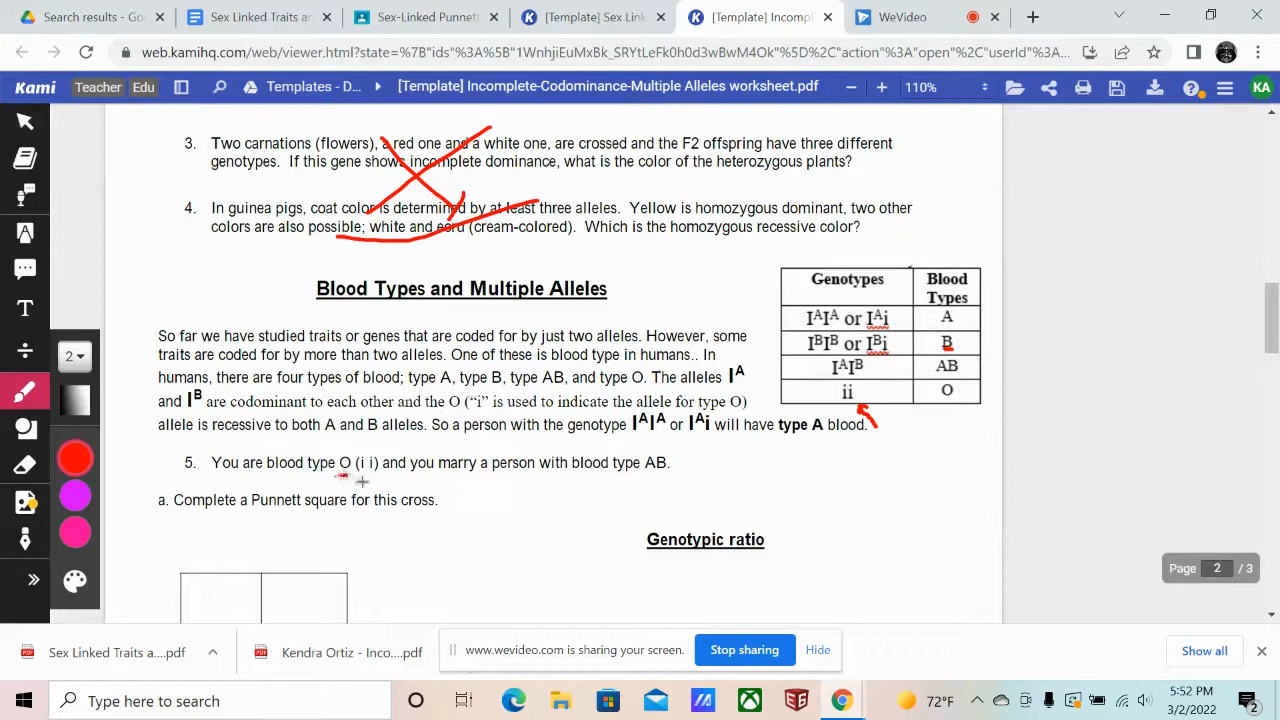 Search results - Go
Sex Linked Traits ar
Sex-Linked Punnett
[Template] Sex Link
[Template] Incompl
WeVideo
web.kamihq.com/web/viewer.html?state=%7B"ids"%3A%5B"1WnhjiEuMxBk_SRYtLeFk0h0d3wBwM4Ok"%5D%2C"action"%3A"open"%2C"userId"%3A...
Kami Teacher Edu Templates - D... [Template] Incomplete-Codominance-Multiple Alleles worksheet.pdf 110% KA
3. Two carnations (flowers), a red one and a white one, are crossed and the F2 offspring have three different
genotypes. If this gene shows incomplete dominance, what is the color of the heterozygous plants?
4. In guinea pigs, coat color is determined by at least three alleles. Yellow is homozygous dominant, two other
colors are also possible; white and ecru (cream-colored). Which is the homozygous recessive color?
Blood Types and Multiple Alleles
Genotypes Blood Types
IAIA or IAi A
IBIB or IBi B
IAIB AB
ii O
So far we have studied traits or genes that are coded for by just two alleles. However, some
traits are coded for by more than two alleles. One of these is blood type in humans.. In
humans, there are four types of blood; type A, type B, type AB, and type O. The alleles IA
and IB are codominant to each other and the O ("i" is used to indicate the allele for type O)
allele is recessive to both A and B alleles. So a person with the genotype IAIA or IAi will have type A blood.
5. You are blood type O (i i) and you marry a person with blood type AB.
a. Complete a Punnett square for this cross.
Genotypic ratio
2
Page 2 / 3
Sex Linked Traits a....pdf
Kendra Ortiz - Inco....pdf
www.wevideo.com is sharing your screen.
Stop sharing
Hide
Show all
Type here to search
72°F
5:52 PM
3/2/2022
2